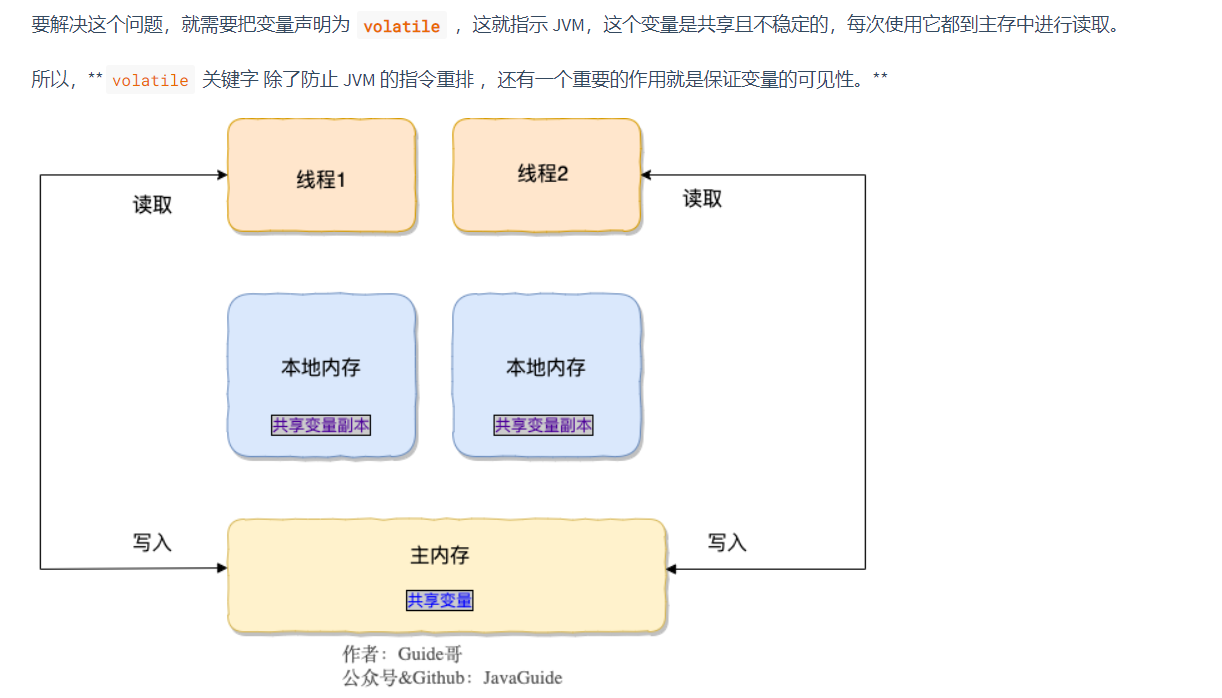 要解决这个问题，就需要把变量声明为 volatile ，这就指示 JVM，这个变量是共享且不稳定的，每次使用它都到主存中进行读取。
所以，** volatile 关键字 除了防止 JVM 的指令重排 ，还有一个重要的作用就是保证变量的可见性。**
线程1
线程2
读取
读取
本地内存
本地内存
共享变量副本
共享变量副本
写入
写入
主内存
共享变量
作者：Guide哥
公众号&Github：JavaGuide